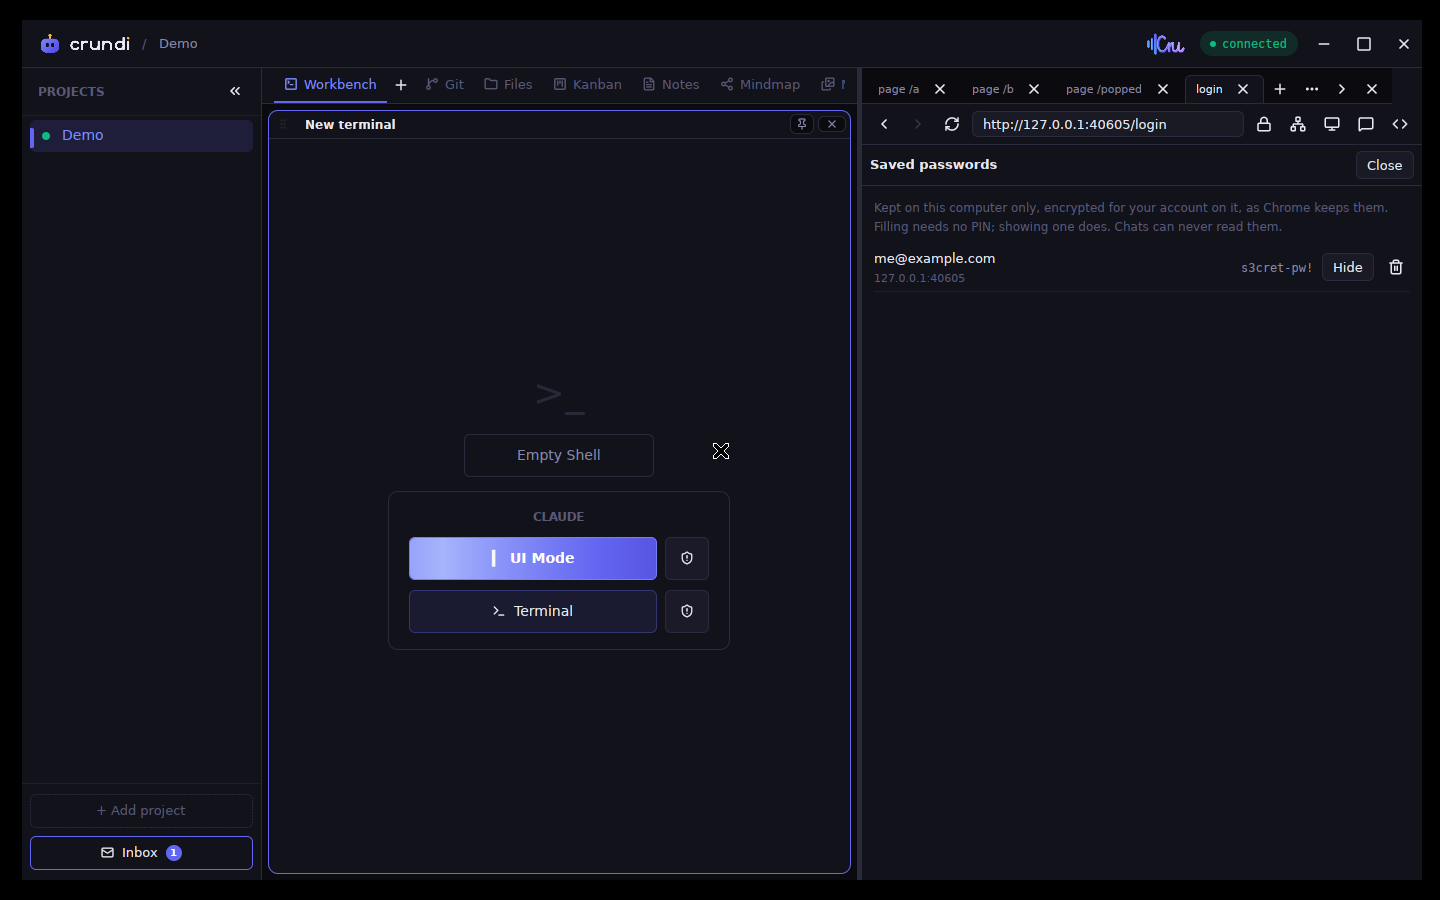 crundi / Demo
Cru
connected
PROJECTS
Demo
+ Add project
Inbox 1
Workbench
Git
Files
Kanban
Notes
Mindmap
New terminal
>_
Empty Shell
CLAUDE
UI Mode
Terminal
page /a
page /b
page /popped
login
http://127.0.0.1:40605/login
Saved passwords
Close
Kept on this computer only, encrypted for your account on it, as Chrome keeps them.
Filling needs no PIN; showing one does. Chats can never read them.
me@example.com
127.0.0.1:40605
s3cret-pw!
Hide